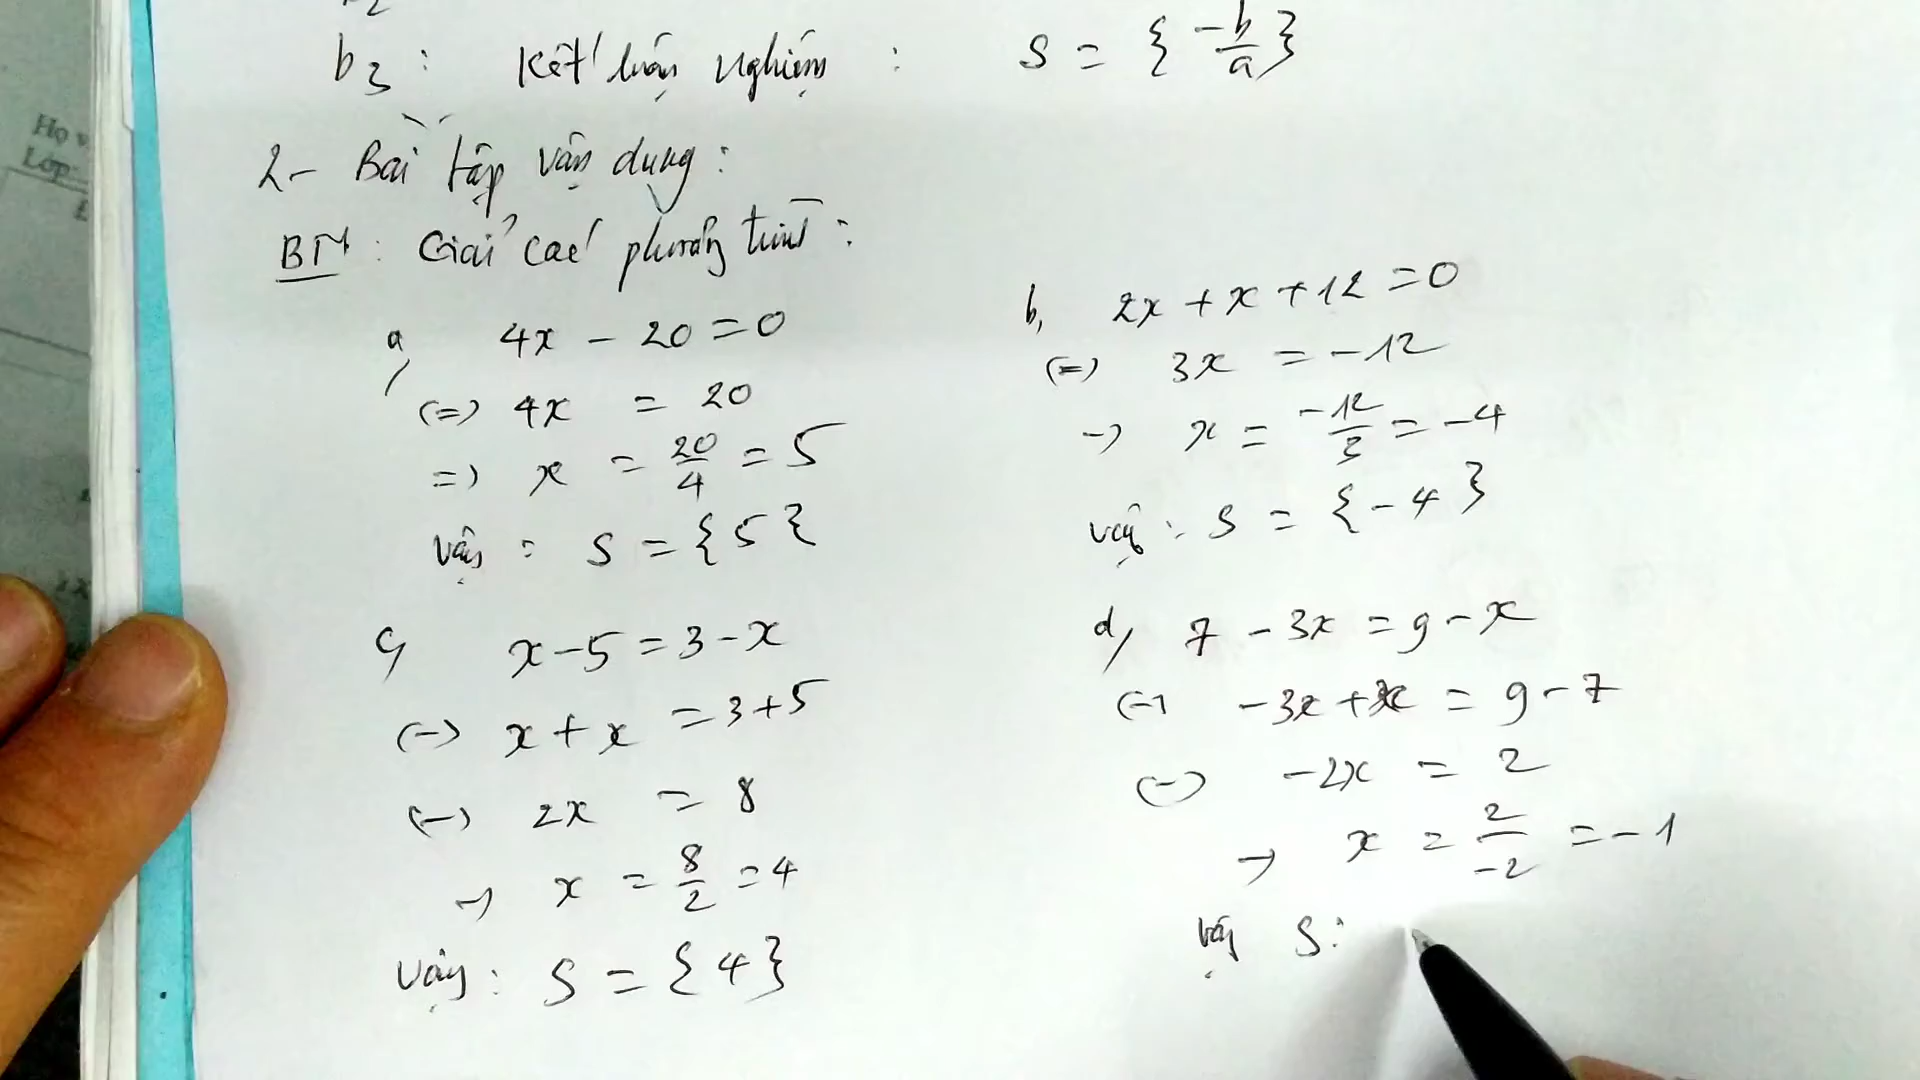 b3 : Kết luận nghiệm : S = { -b/a }
2- Bài tập vận dụng :
BT1 : Giải các phương trình :
a, 4x - 20 = 0
(=) 4x = 20
=) x = 20/4 = 5
Vậy : S = { 5 {
b, 2x + x + 12 = 0
(=) 3x = -12
-) x = -12/3 = -4
Vậy : S = { -4 }
c, x - 5 = 3 - x
(-) x + x = 3 + 5
(-) 2x = 8
-) x = 8/2 = 4
Vậy : S = { 4 }
d, 7 - 3x = 9 - x
(-) -3x + x = 9 - 7
(-) -2x = 2
-) x = 2/-2 = -1
Vậy S :
Họ v
Lớp: